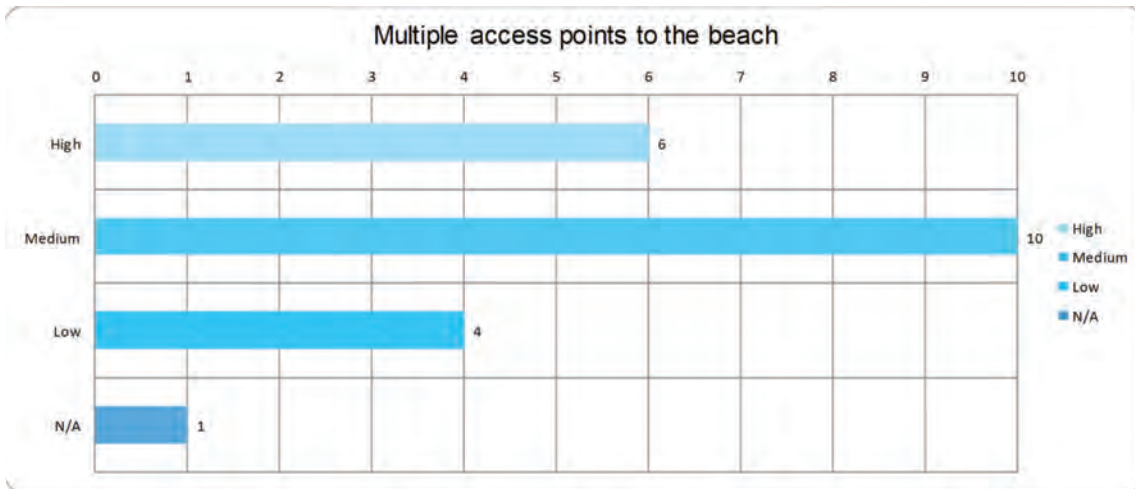 Multiple access points to the beach
0 1 2 3 4 5 6 7 8 9 10
High 6
Medium 10
Low 4
N/A 1
High
Medium
Low
N/A